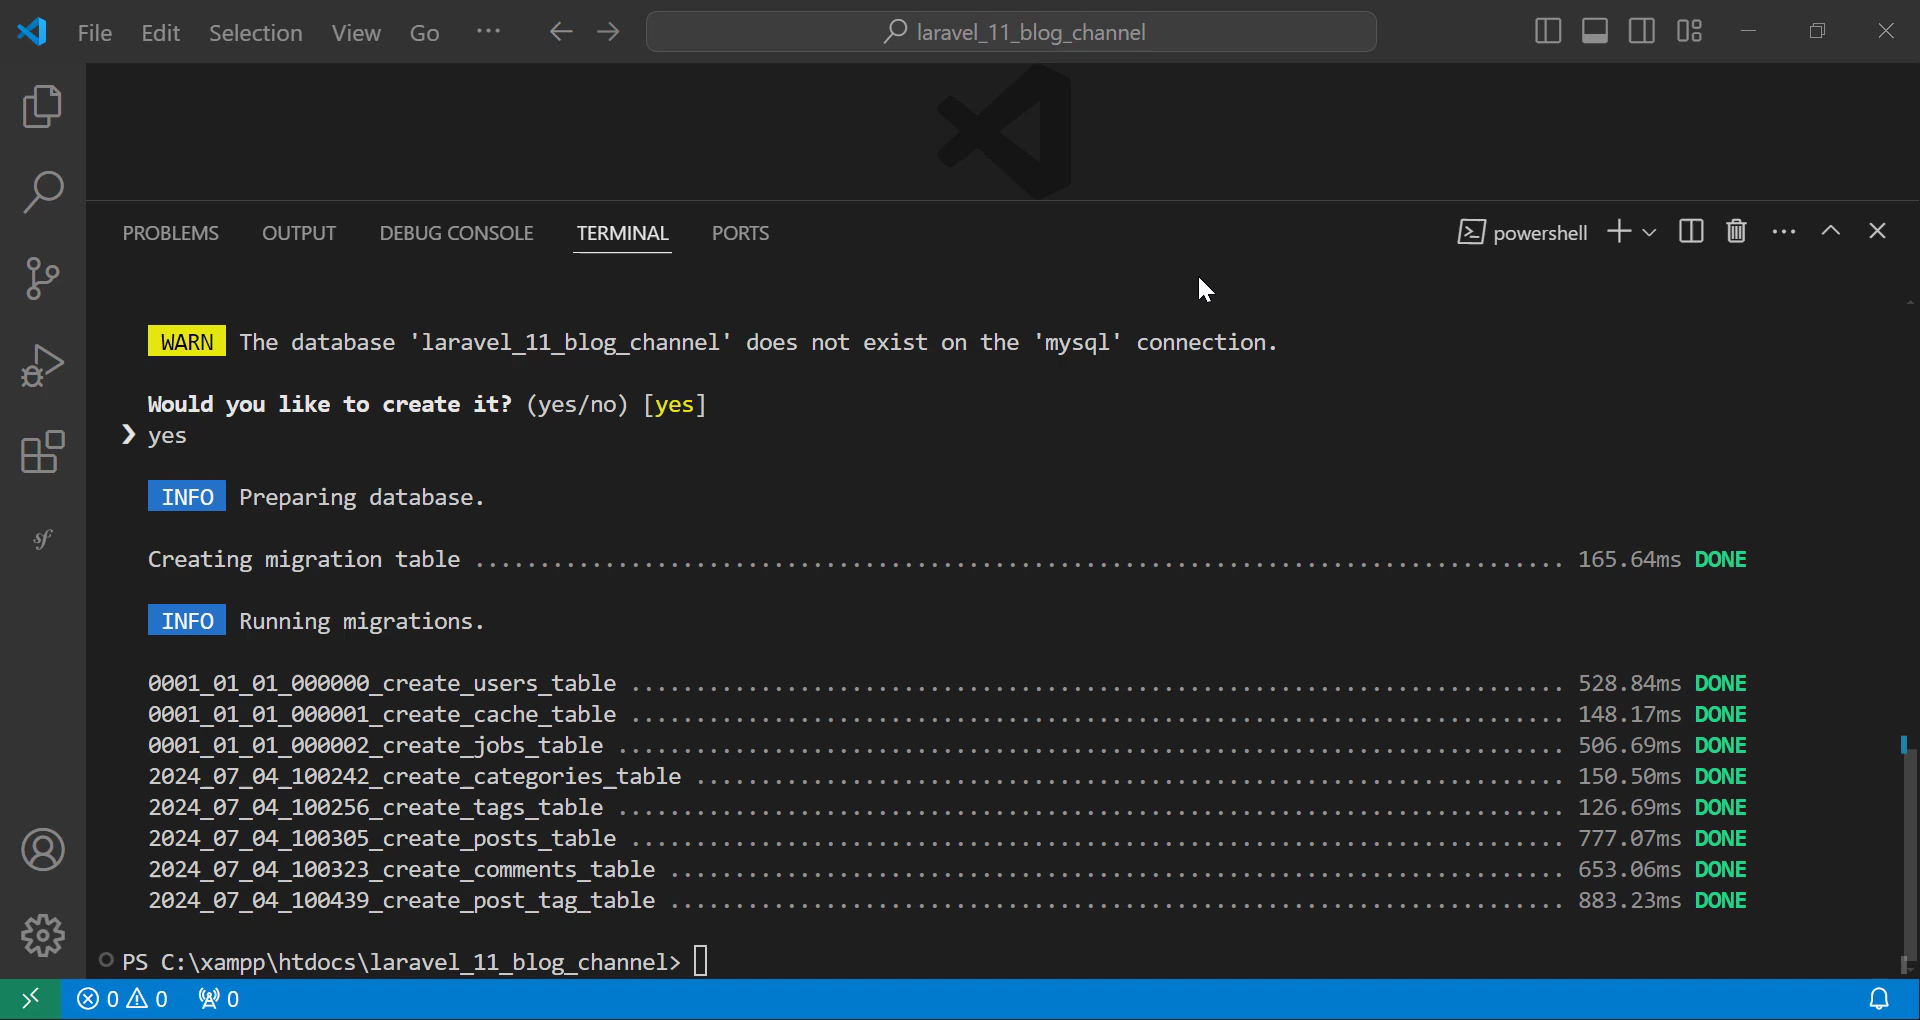 File Edit Selection View Go ··· laravel_11_blog_channel
PROBLEMS OUTPUT DEBUG CONSOLE TERMINAL PORTS powershell
WARN The database 'laravel_11_blog_channel' does not exist on the 'mysql' connection.
Would you like to create it? (yes/no) [yes]
❯ yes
INFO Preparing database.
Creating migration table .................................................................................... 165.64ms DONE
INFO Running migrations.
0001_01_01_000000_create_users_table ........................................................................ 528.84ms DONE
0001_01_01_000001_create_cache_table ........................................................................ 148.17ms DONE
0001_01_01_000002_create_jobs_table ......................................................................... 506.69ms DONE
2024_07_04_100242_create_categories_table ................................................................... 150.50ms DONE
2024_07_04_100256_create_tags_table ......................................................................... 126.69ms DONE
2024_07_04_100305_create_posts_table ........................................................................ 777.07ms DONE
2024_07_04_100323_create_comments_table ..................................................................... 653.06ms DONE
2024_07_04_100439_create_post_tag_table ..................................................................... 883.23ms DONE
PS C:\xampp\htdocs\laravel_11_blog_channel>
0 0 0